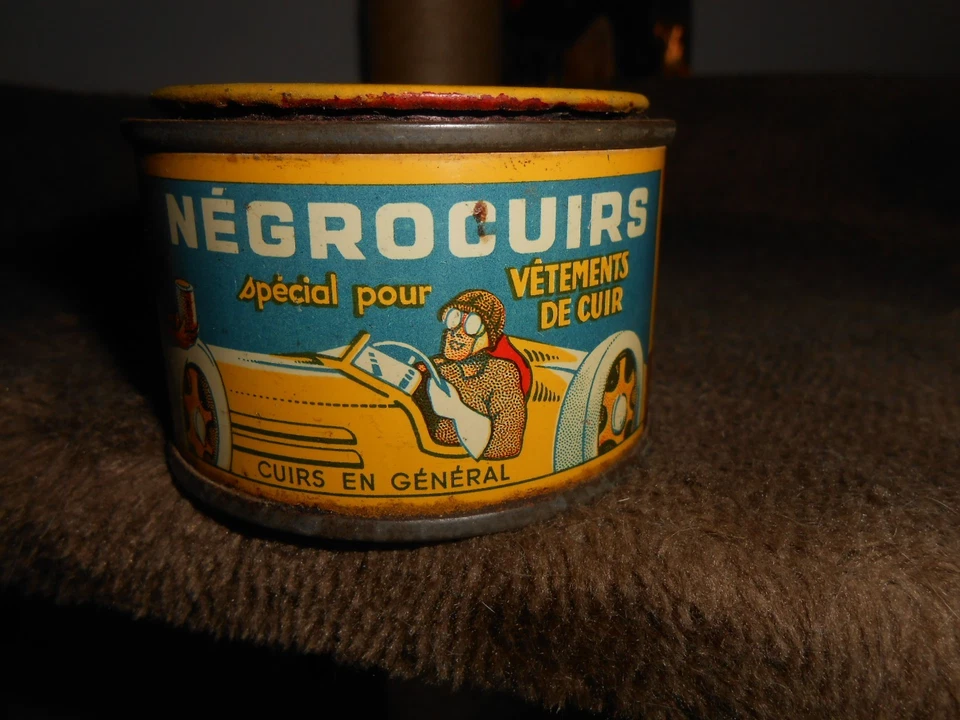 NÉGROCUIRS
spécial pour
VÊTEMENTS
DE CUIR
CUIRS EN GÉNÉRAL